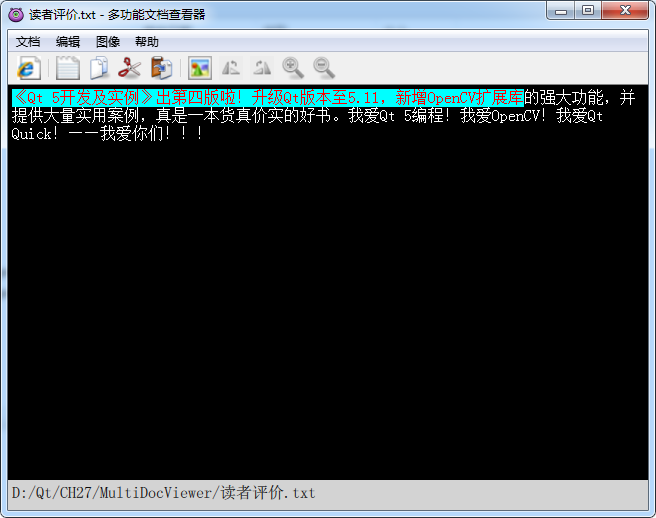 读者评价.txt - 多功能文档查看器
文档 编辑 图像 帮助
《Qt 5开发及实例》出第四版啦！升级Qt版本至5.11，新增OpenCV扩展库的强大功能，并
提供大量实用案例，真是一本货真价实的好书。我爱Qt 5编程！我爱OpenCV！我爱Qt
Quick！——我爱你们！！！
D:/Qt/CH27/MultiDocViewer/读者评价.txt